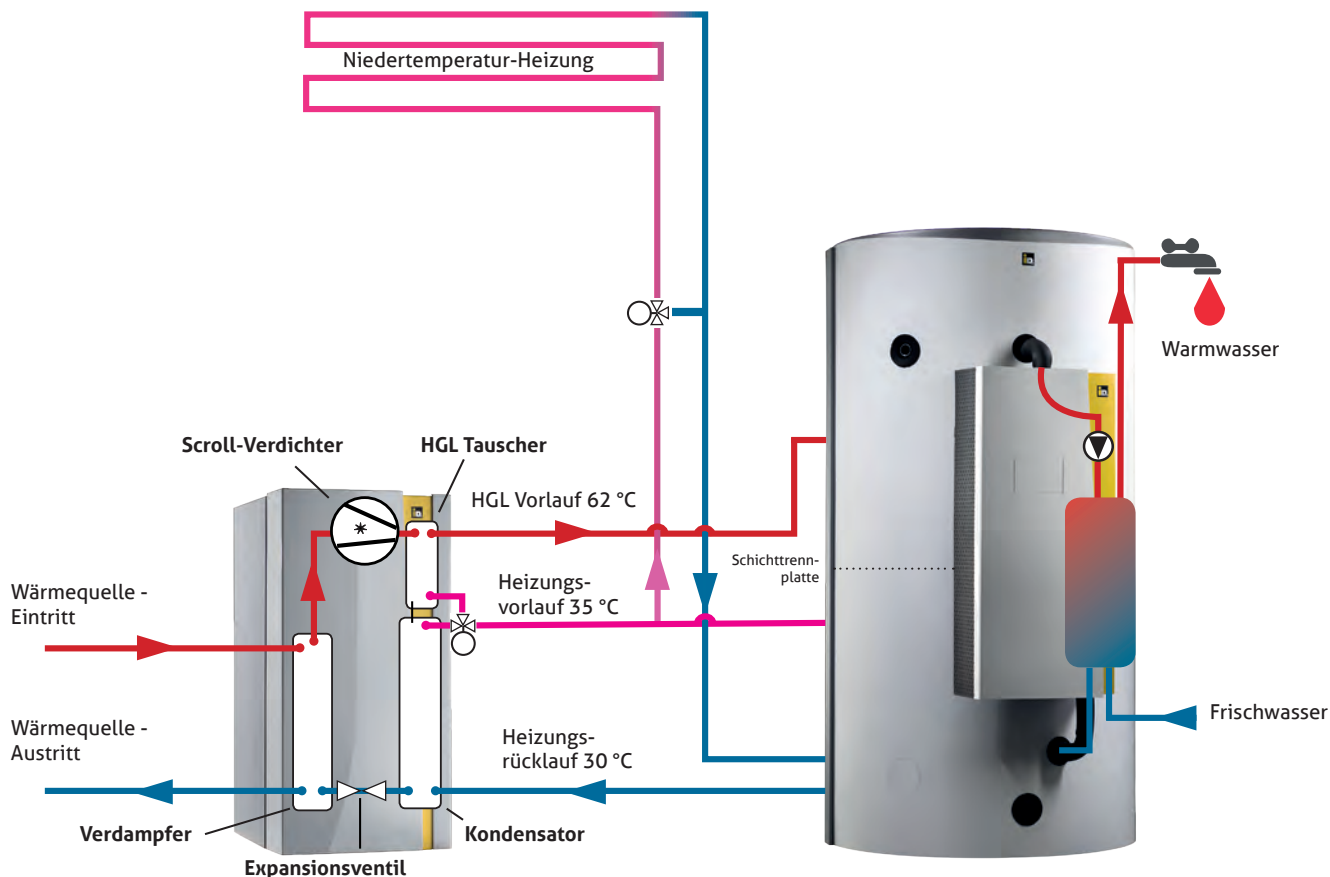 Niedertemperatur-Heizung
Warmwasser
Scroll-Verdichter
HGL Tauscher
HGL Vorlauf 62 °C
Schichttrenn-
platte
Heizungs-
vorlauf 35 °C
Wärmequelle -
Eintritt
Wärmequelle -
Austritt
Heizungs-
rücklauf 30 °C
Frischwasser
Verdampfer
Kondensator
Expansionsventil